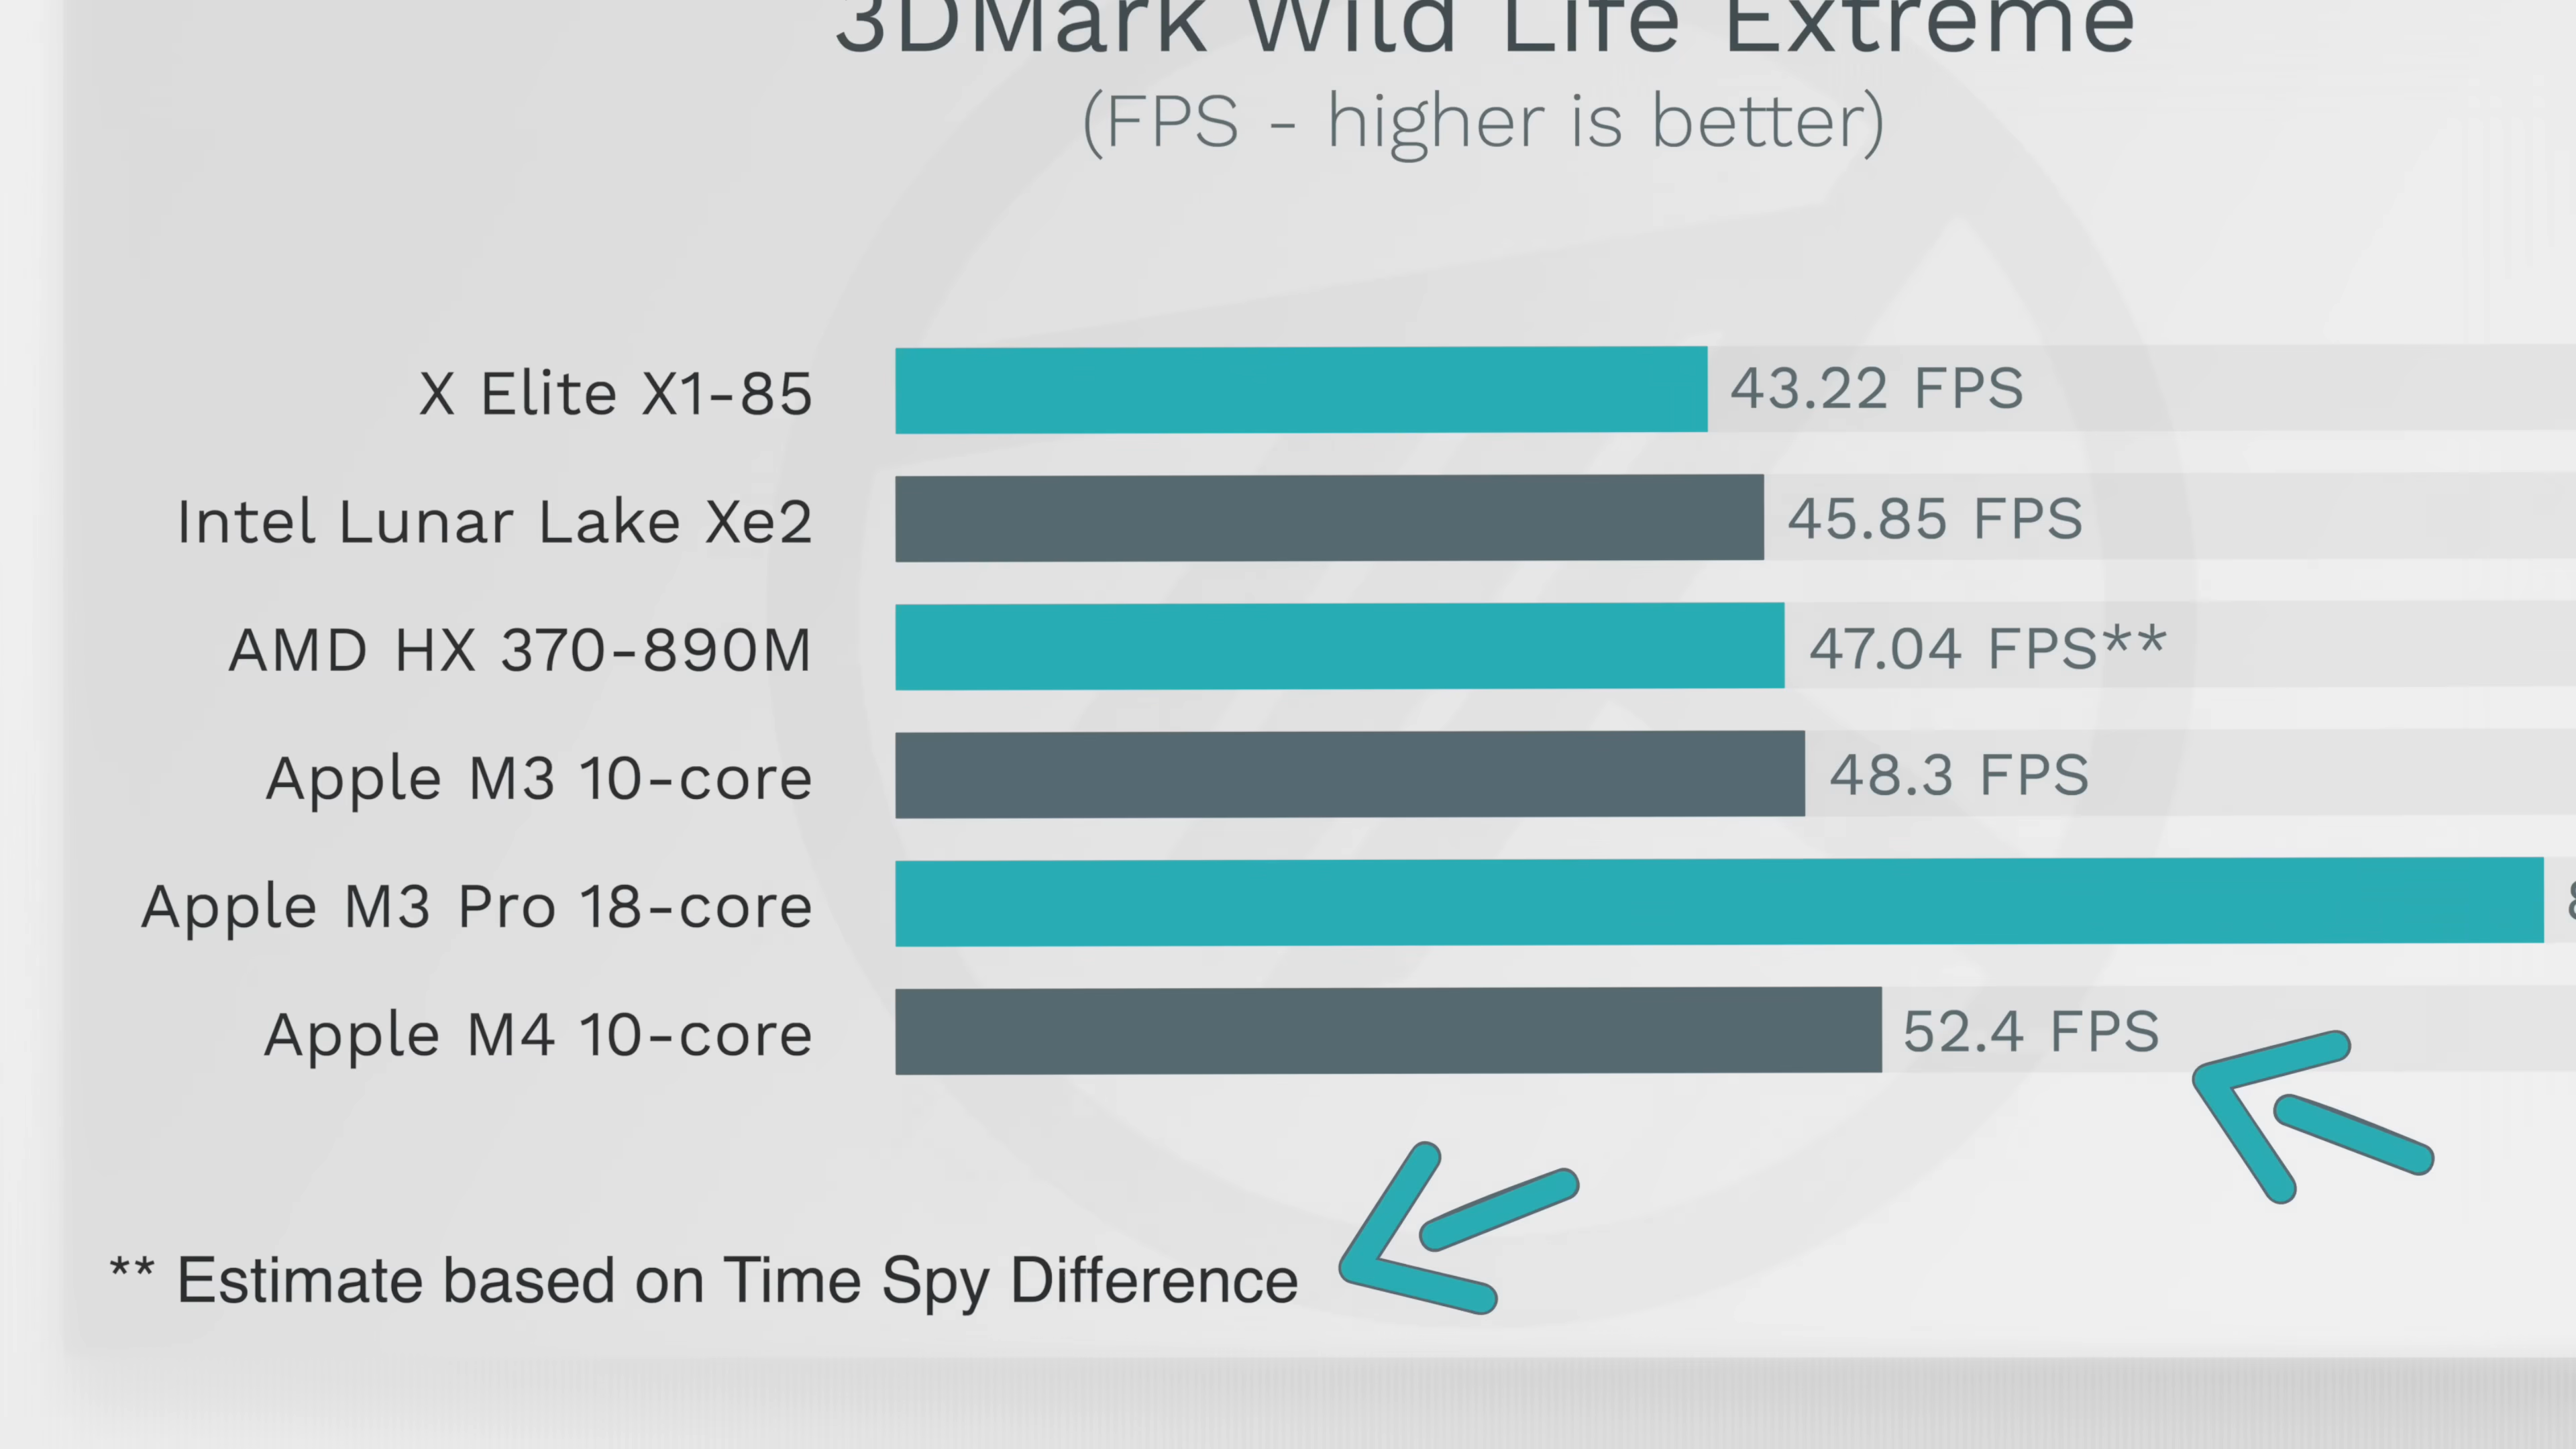 3DMark Wild Life Extreme
(FPS - higher is better)
X Elite X1-85 43.22 FPS
Intel Lunar Lake Xe2 45.85 FPS
AMD HX 370-890M 47.04 FPS**
Apple M3 10-core 48.3 FPS
Apple M3 Pro 18-core
Apple M4 10-core 52.4 FPS
** Estimate based on Time Spy Difference